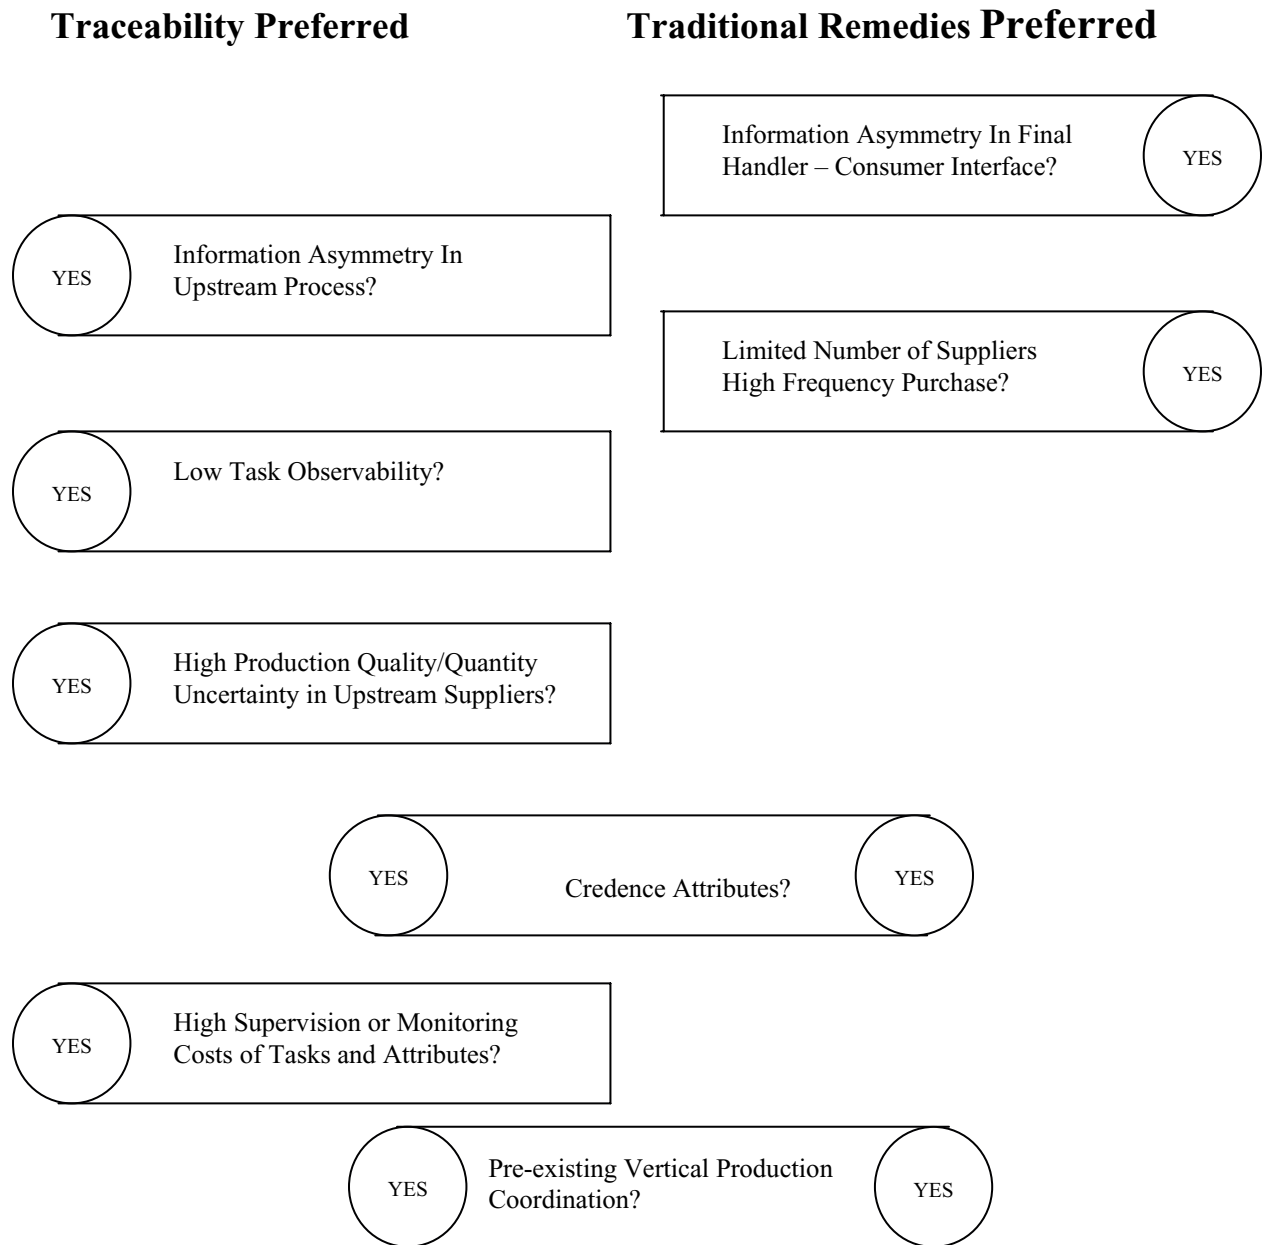 Traceability Preferred
Traditional Remedies Preferred
Information Asymmetry In Final
Handler – Consumer Interface?
YES
YES
Information Asymmetry In
Upstream Process?
Limited Number of Suppliers
High Frequency Purchase?
YES
YES
Low Task Observability?
YES
High Production Quality/Quantity
Uncertainty in Upstream Suppliers?
YES
Credence Attributes?
YES
YES
High Supervision or Monitoring
Costs of Tasks and Attributes?
YES
Pre-existing Vertical Production
Coordination?
YES